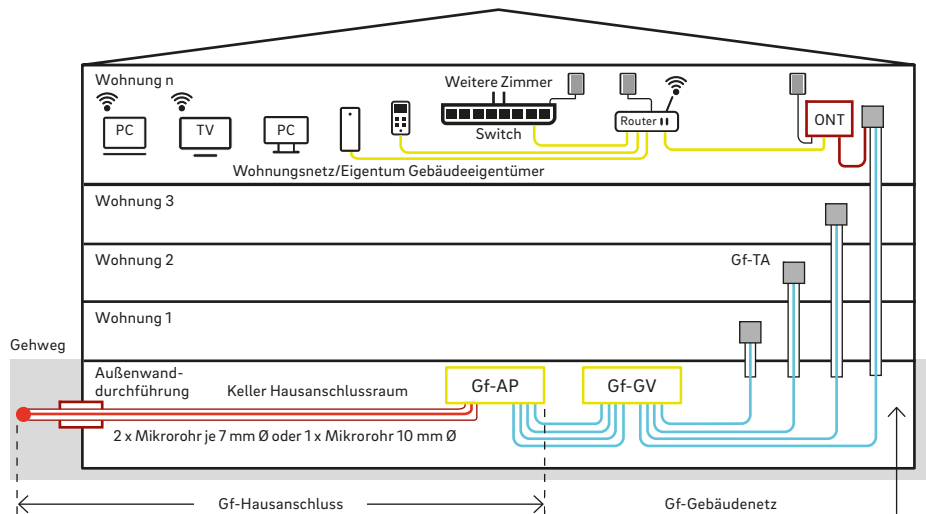 Wohnung n
Weitere Zimmer
PC
TV
PC
Switch
Router
ONT
Wohnungsnetz/Eigentum Gebäudeeigentümer
Wohnung 3
Wohnung 2
Gf-TA
Wohnung 1
Gehweg
Außenwand-
durchführung
Keller Hausanschlussraum
Gf-AP
Gf-GV
2 x Mikrorohr je 7 mm Ø oder 1 x Mikrorohr 10 mm Ø
Gf-Hausanschluss
Gf-Gebäudenetz